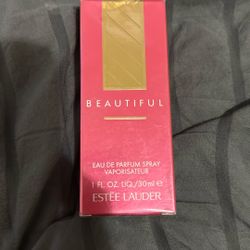 BEAUTIFUL
EAU DE PARFUM SPRAY
VAPORISATEUR
1 FL. OZ. LIQ./30 ml ℮
ESTĒE LAUDER